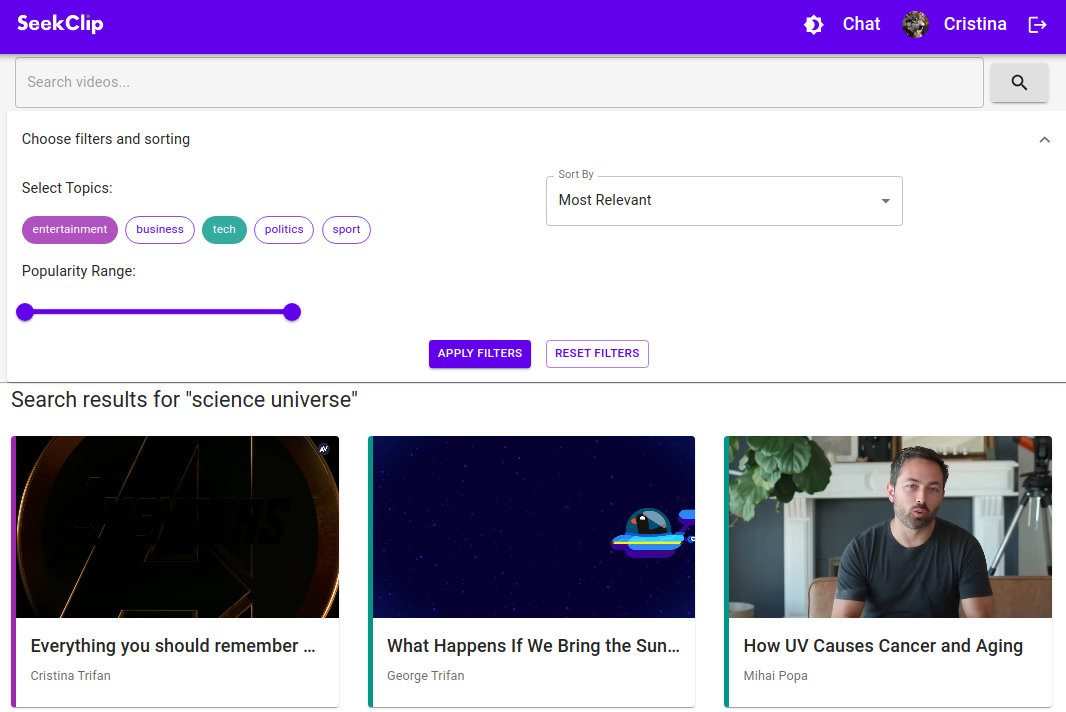 SeekClip
Chat
Cristina
Search videos...
Choose filters and sorting
Select Topics:
Sort By
Most Relevant
entertainment
business
tech
politics
sport
Popularity Range:
APPLY FILTERS
RESET FILTERS
Search results for "science universe"
AV
AVENGERS
Everything you should remember ...
Cristina Trifan
What Happens If We Bring the Sun...
George Trifan
How UV Causes Cancer and Aging
Mihai Popa